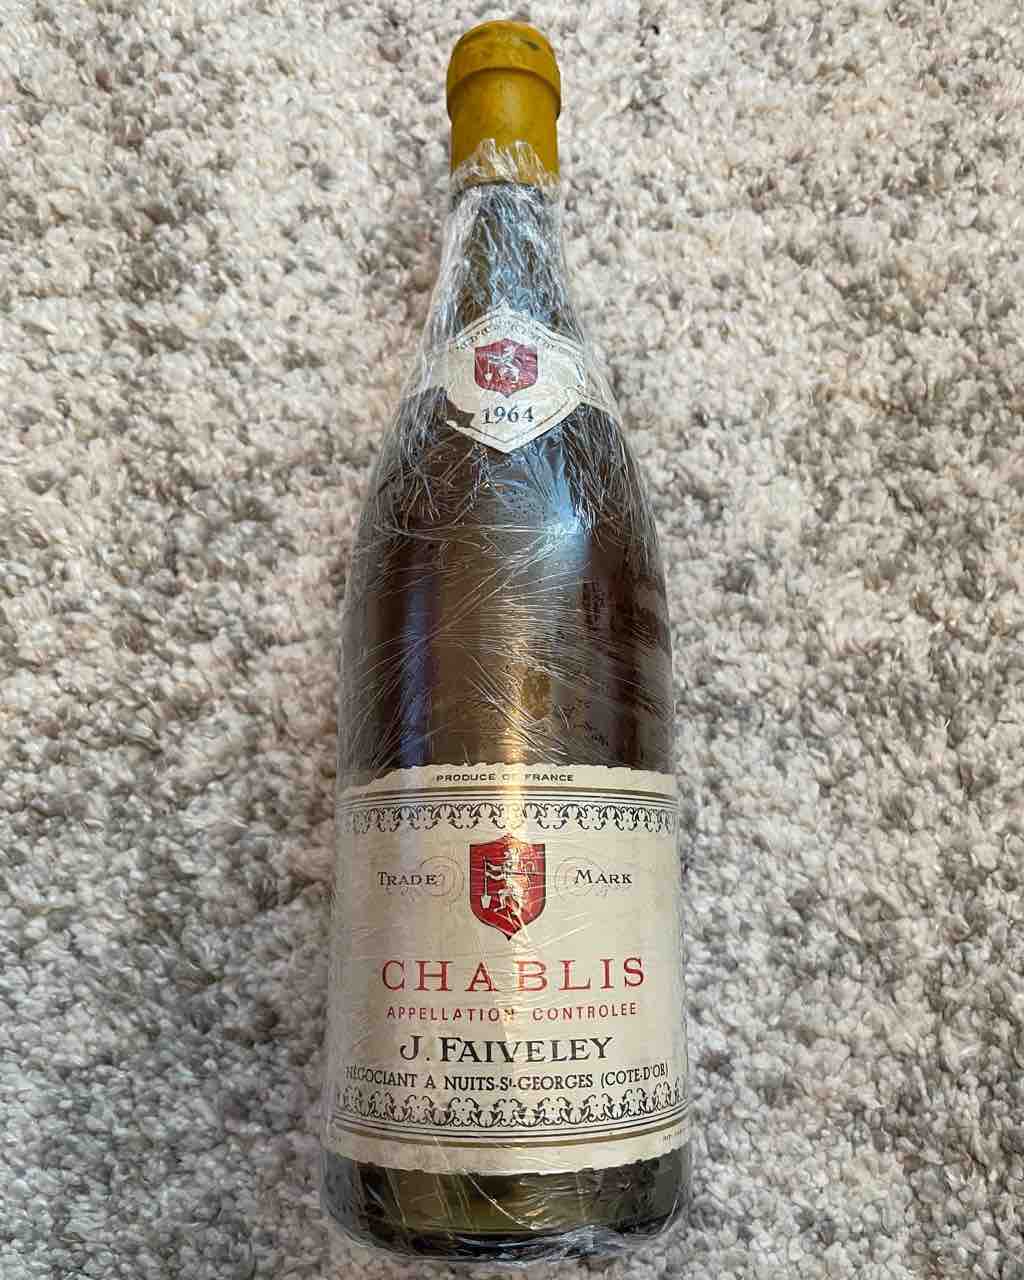 1964
PRODUCE OF FRANCE
TRADE MARK
CHABLIS
APPELLATION CONTROLEE
J. FAIVELEY
NÉGOCIANT A NUITS-St-GEORGES (COTE-D'OR)